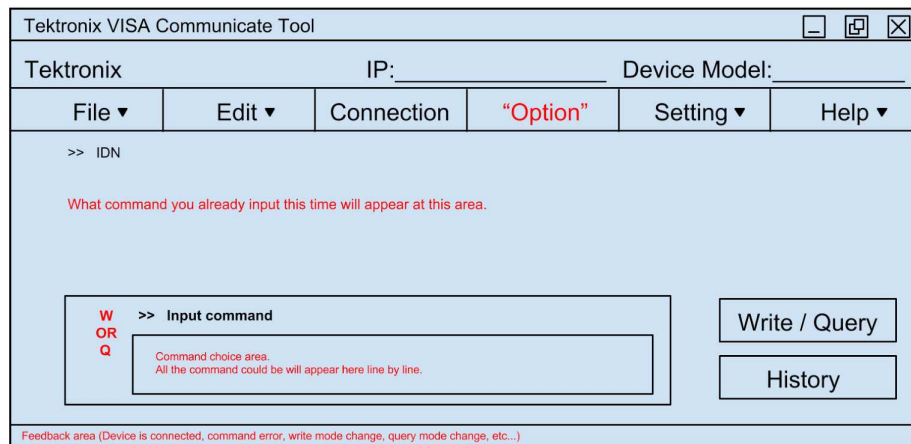 Tektronix VISA Communicate Tool
Tektronix IP: Device Model:
File Edit Connection “Option” Setting Help
>> IDN
What command you already input this time will appear at this area.
W >> Input command
OR
Q
Command choice area.
All the command could be will appear here line by line.
Write / Query
History
Feedback area (Device is connected, command error, write mode change, query mode change, etc...)